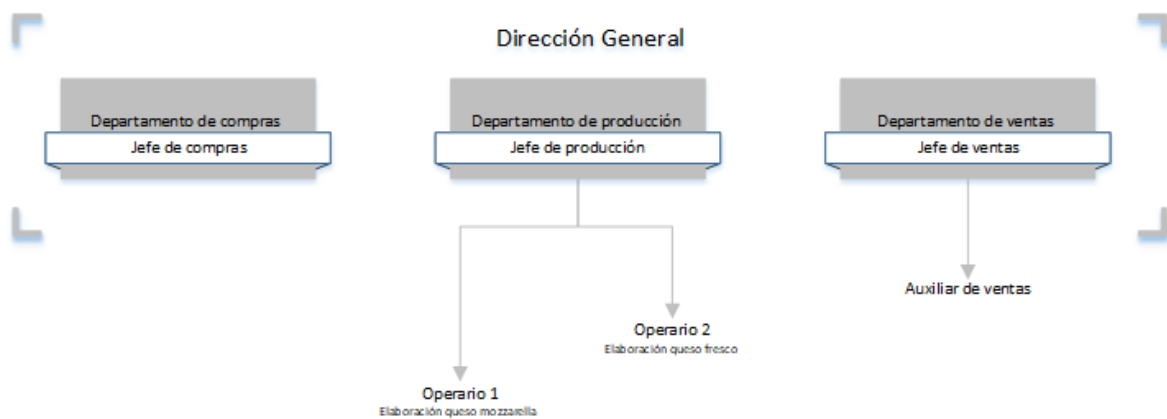 Dirección General
Departamento de compras
Jefe de compras
Departamento de producción
Jefe de producción
Departamento de ventas
Jefe de ventas
Auxiliar de ventas
Operario 2
Elaboración queso fresco
Operario 1
Elaboración queso mozzarella